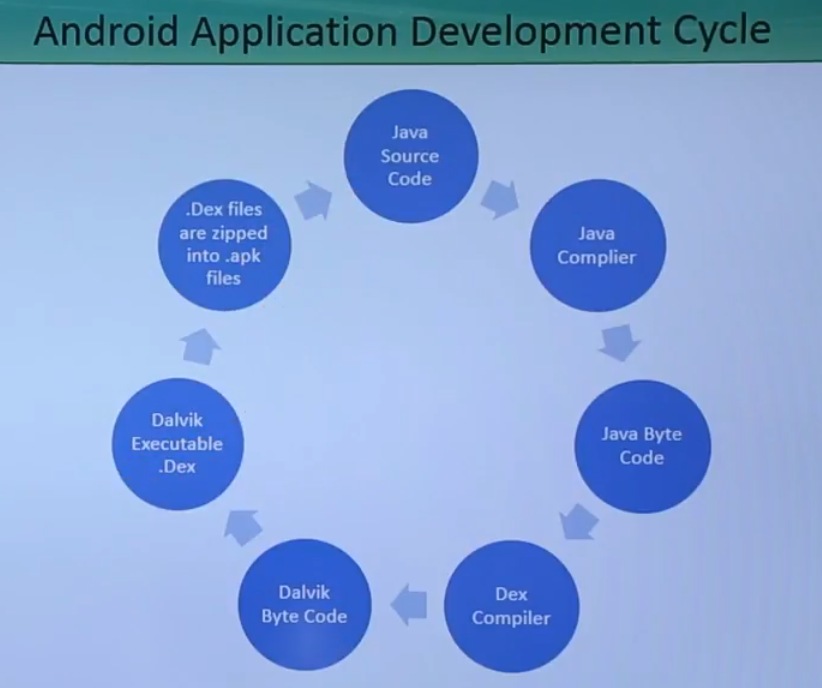 Android Application Development Cycle
Java
Source
Code
Java
Complier
Java Byte
Code
Dex
Compiler
Dalvik
Byte Code
Dalvik
Executable
.Dex
.Dex files
are zipped
into .apk
files